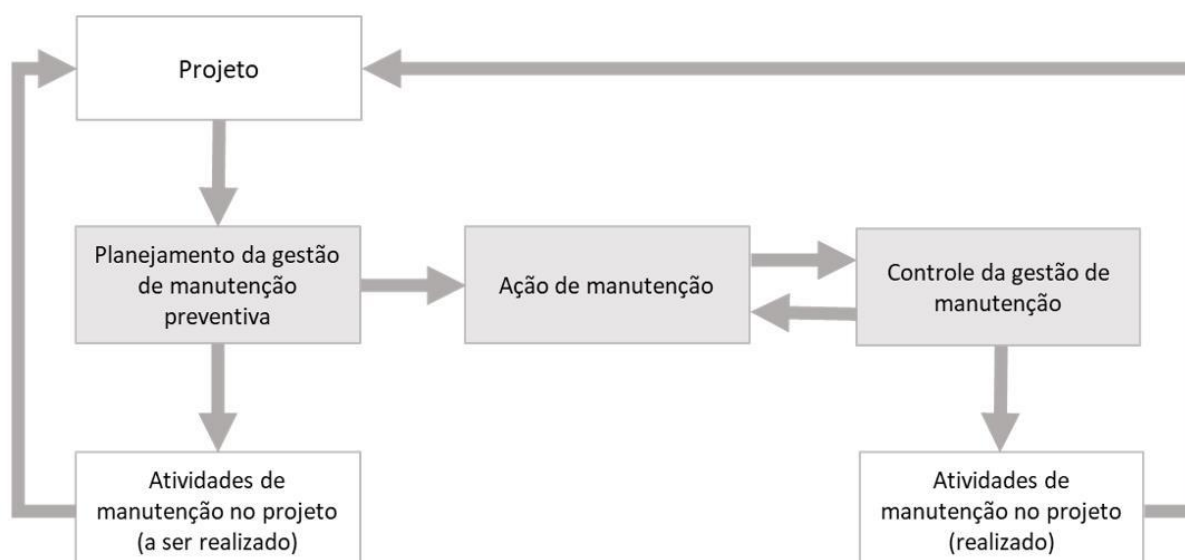 Projeto
Planejamento da gestão
de manutenção
preventiva
Ação de manutenção
Controle da gestão de
manutenção
Atividades de
manutenção no projeto
(a ser realizado)
Atividades de
manutenção no projeto
(realizado)